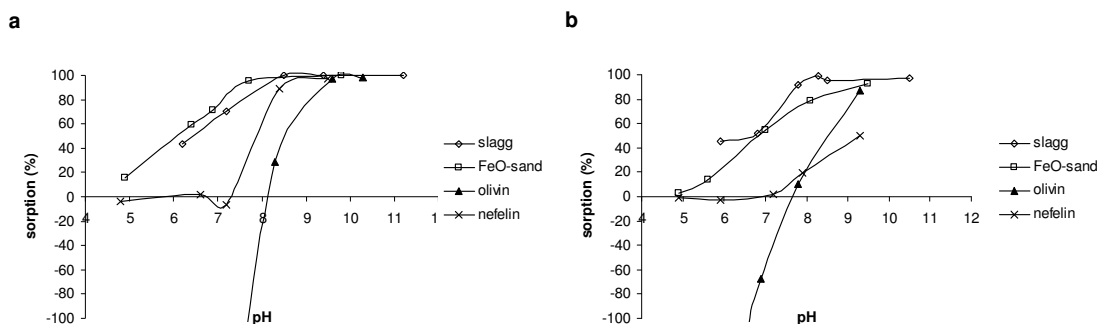 a
sorption (%)
100
80
60
40
20
0
-20
-40
-60
-80
-100
4 5 6 7 8 9 10 11 1
pH
slagg
FeO-sand
olivin
nefelin
b
sorption (%)
100
80
60
40
20
0
-20
-40
-60
-80
-100
4 5 6 7 8 9 10 11 12
pH
slagg
FeO-sand
olivin
nefelin